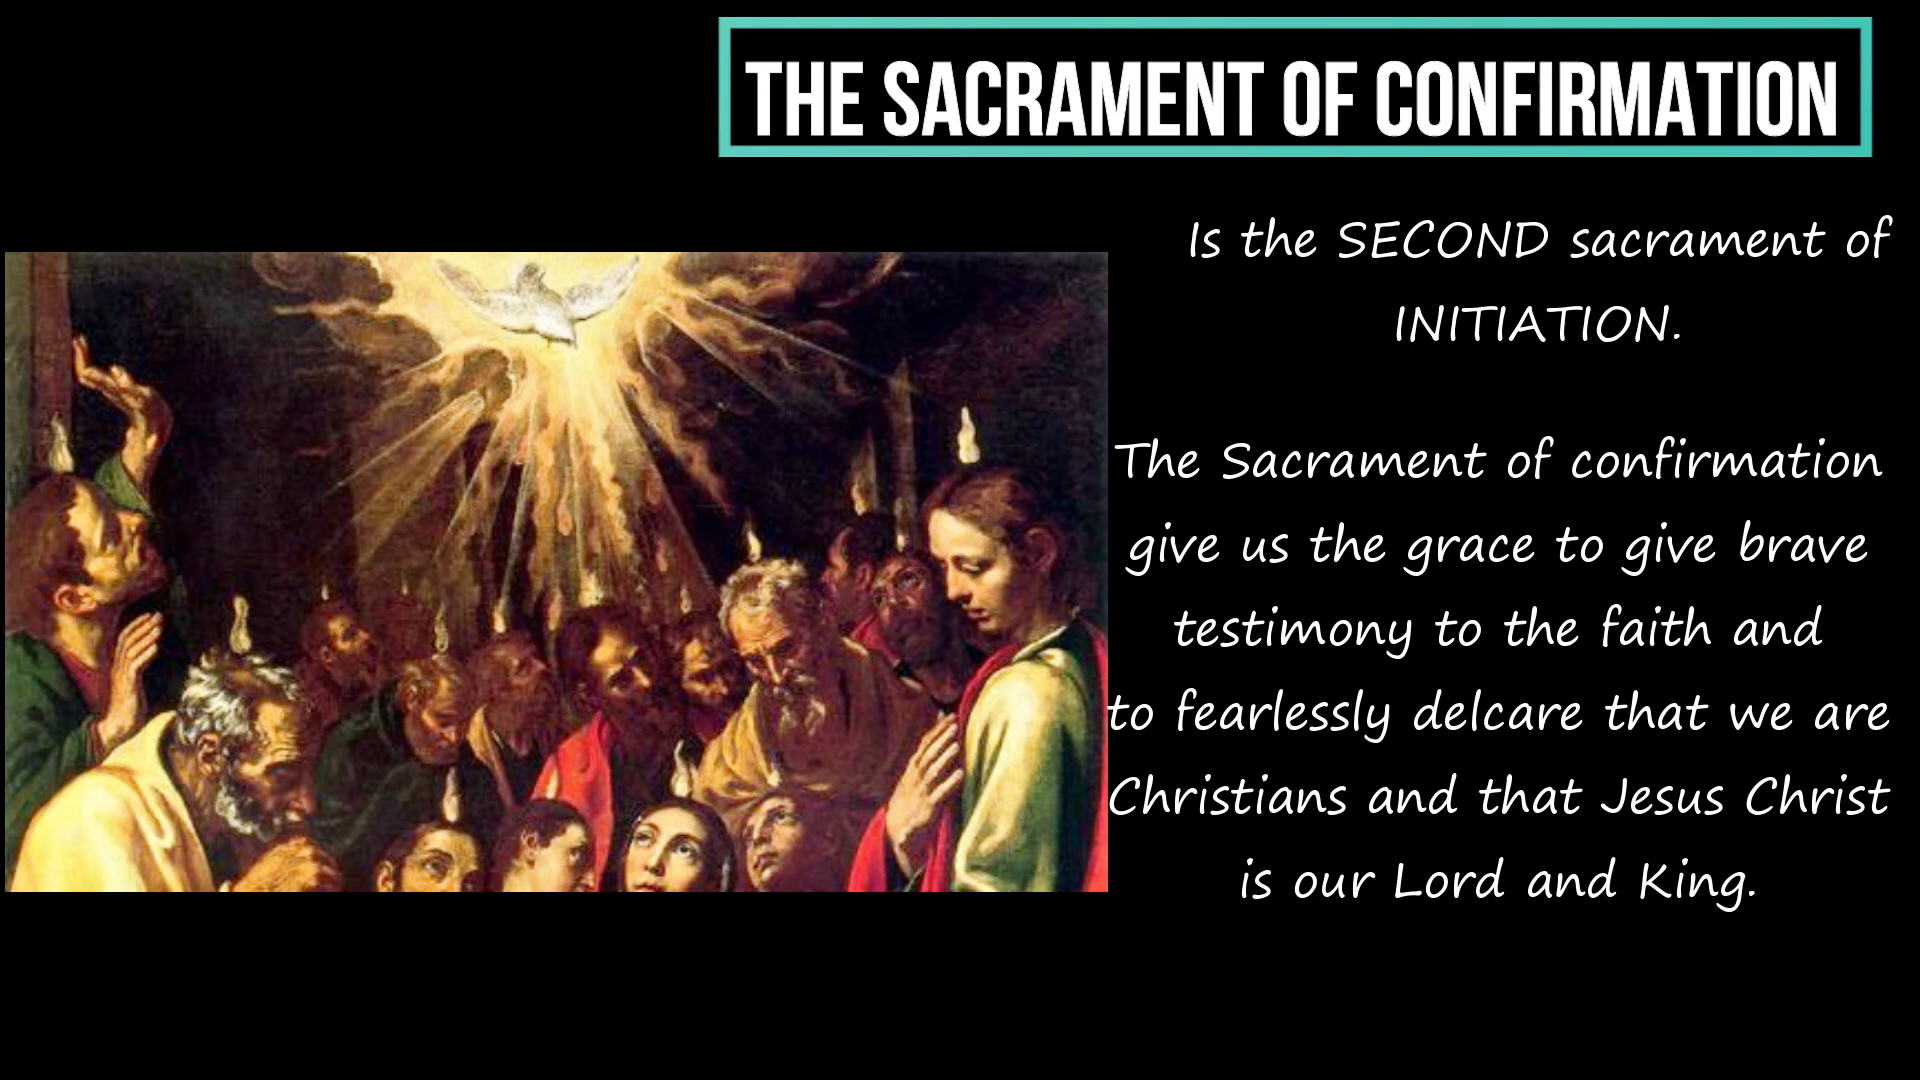 THE SACRAMENT OF CONFIRMATION
Is the SECOND sacrament of
INITIATION.
The Sacrament of confirmation
give us the grace to give brave
testimony to the faith and
to fearlessly delcare that we are
Christians and that Jesus Christ
is our Lord and King.